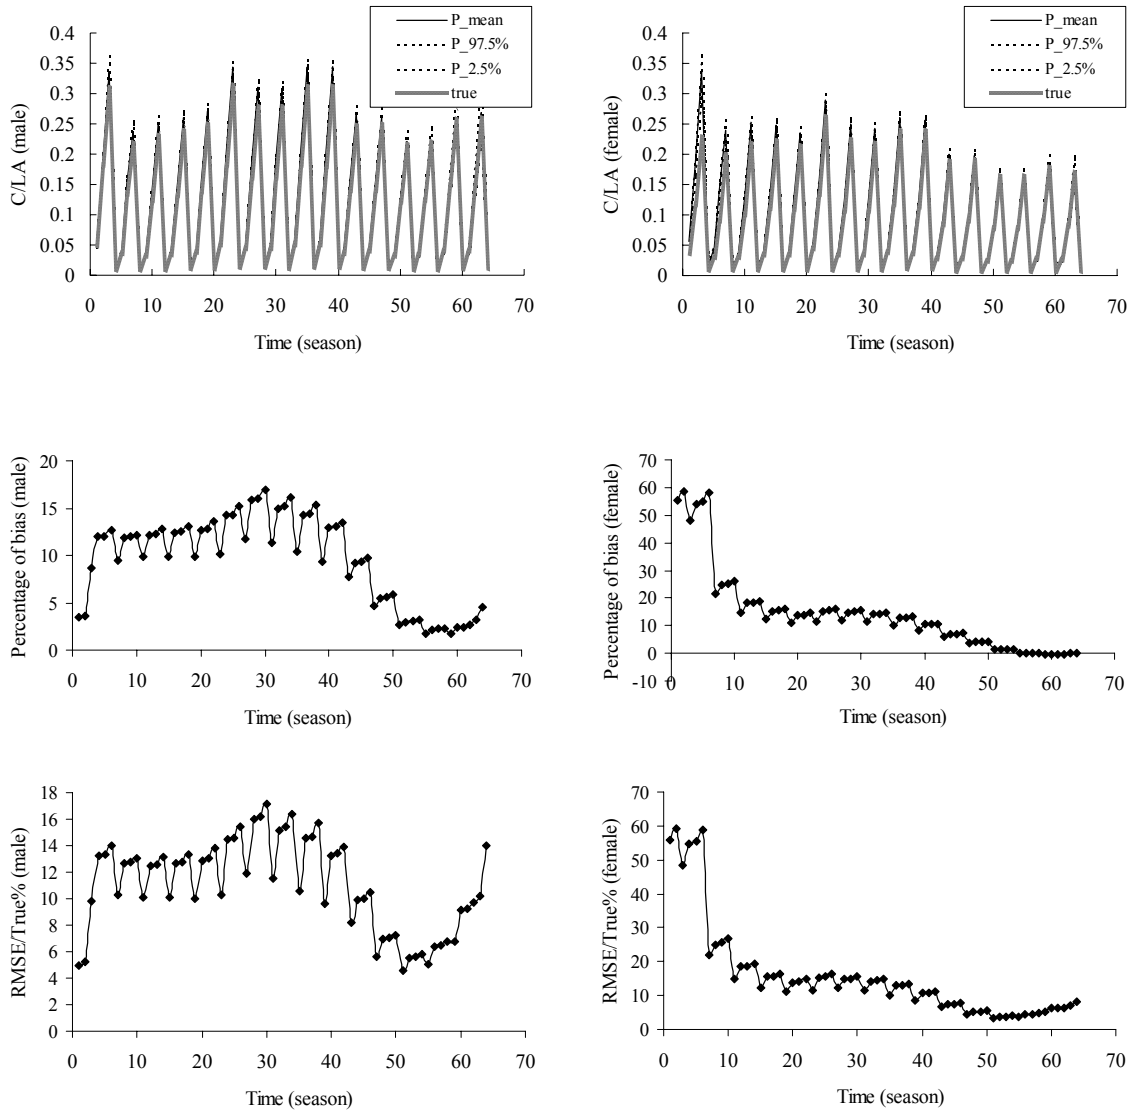 P_mean
P_97.5%
P_2.5%
true
C/LA (male)
0.4
0.35
0.3
0.25
0.2
0.15
0.1
0.05
0
0 10 20 30 40 50 60 70
Time (season)
P_mean
P_97.5%
P_2.5%
true
C/LA (female)
0.4
0.35
0.3
0.25
0.2
0.15
0.1
0.05
0
0 10 20 30 40 50 60 70
Time (season)
Percentage of bias (male)
20
15
10
5
0
0 10 20 30 40 50 60 70
Time (season)
Percentage of bias (female)
70
60
50
40
30
20
10
0
-10
0 10 20 30 40 50 60 70
Time (season)
RMSE/True% (male)
18
16
14
12
10
8
6
4
2
0
0 10 20 30 40 50 60 70
Time (season)
RMSE/True% (female)
70
60
50
40
30
20
10
0
0 10 20 30 40 50 60 70
Time (season)